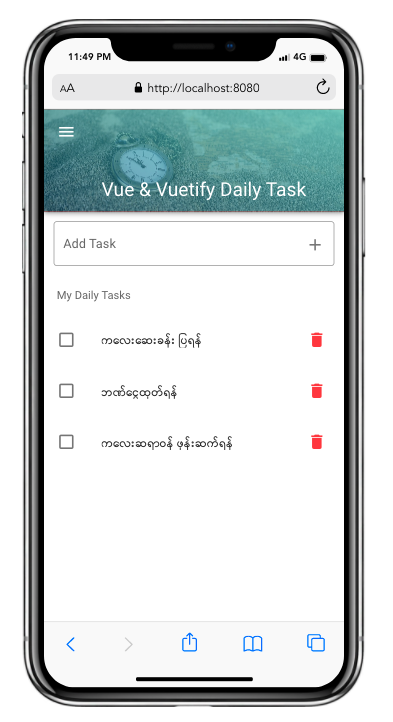 11:49 PM
4G
AA
http://localhost:8080
Vue & Vuetify Daily Task
Add Task
My Daily Tasks
ကလေးဆေးခန်း ပြရန်
ဘဏ်ငွေထုတ်ရန်
ကလေးဆရာဝန် ဖုန်းဆက်ရန်